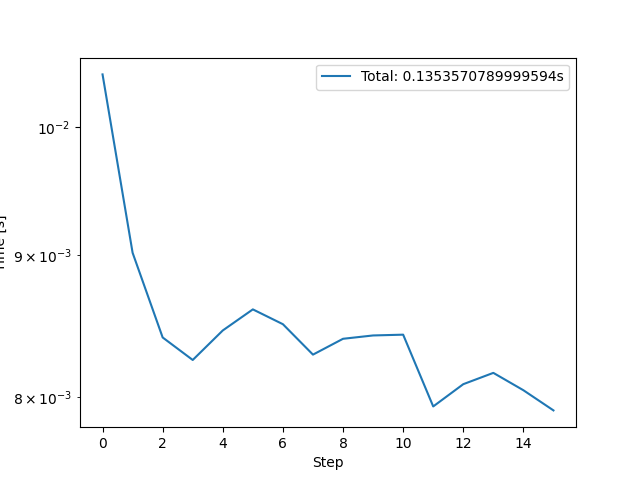 Total: 0.1353570789999594s
10⁻²
9 × 10⁻³
8 × 10⁻³
Time [s]
0 2 4 6 8 10 12 14
Step